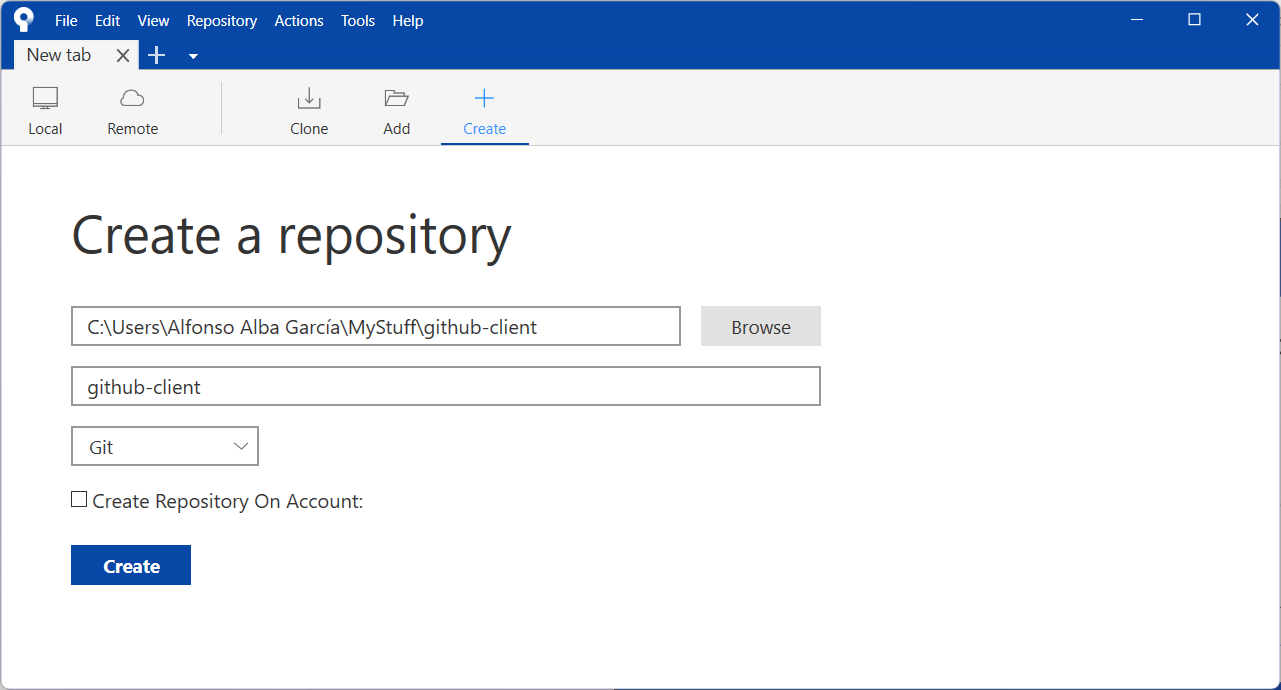 File Edit View Repository Actions Tools Help
New tab
Local Remote Clone Add Create
Create a repository
C:\Users\Alfonso Alba García\MyStuff\github-client Browse
github-client
Git
Create Repository On Account:
Create